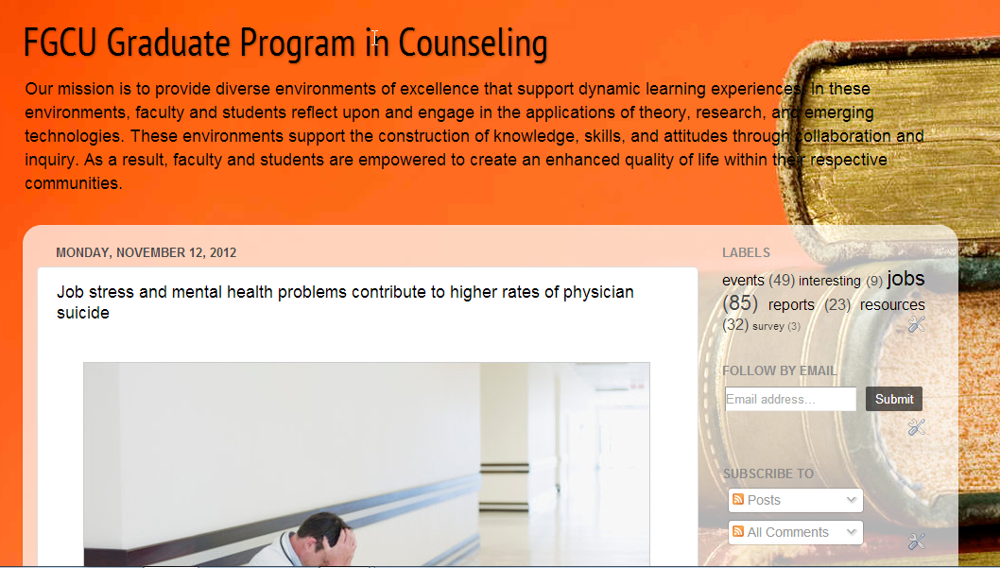 FGCU Graduate Program in Counseling
Our mission is to provide diverse environments of excellence that support dynamic learning experiences. In these
environments, faculty and students reflect upon and engage in the applications of theory, research, and emerging
technologies. These environments support the construction of knowledge, skills, and attitudes through collaboration and
inquiry. As a result, faculty and students are empowered to create an enhanced quality of life within their respective
communities.
MONDAY, NOVEMBER 12, 2012
Job stress and mental health problems contribute to higher rates of physician
suicide
LABELS
events (49) interesting (9) jobs
(85) reports (23) resources
(32) survey (3)
FOLLOW BY EMAIL
Email address... Submit
SUBSCRIBE TO
Posts
All Comments